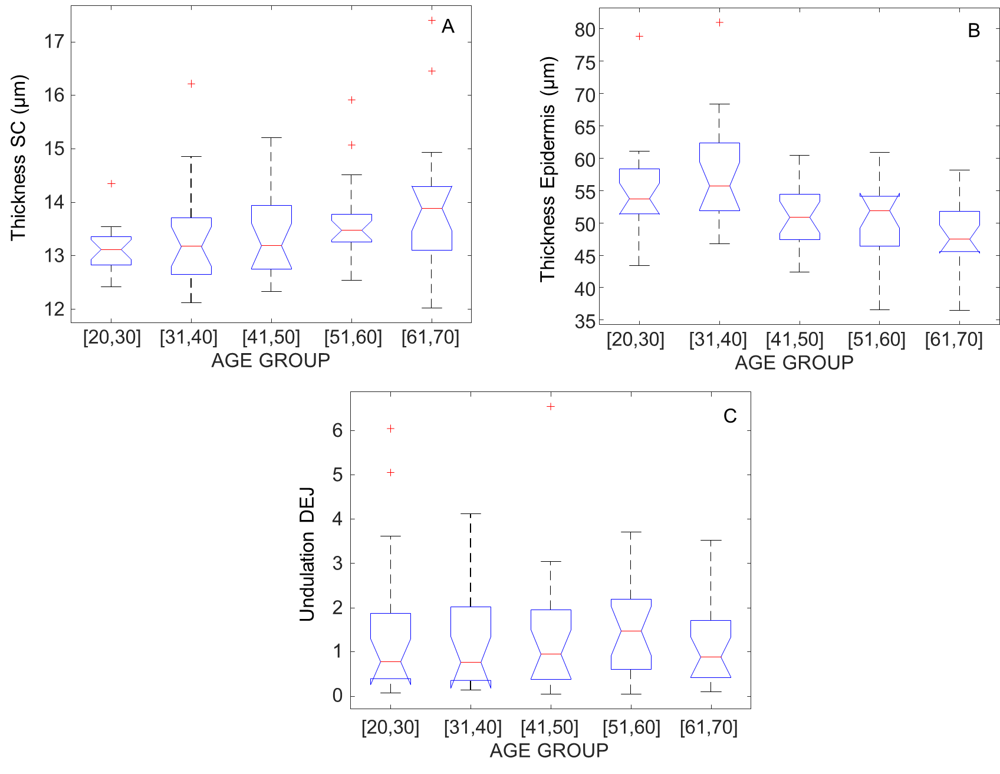 A
Thickness SC (μm)
17
16
15
14
13
12
[20,30] [31,40] [41,50] [51,60] [61,70]
AGE GROUP
B
Thickness Epidermis (μm)
80
75
70
65
60
55
50
45
40
35
[20,30] [31,40] [41,50] [51,60] [61,70]
AGE GROUP
C
Undulation DEJ
6
5
4
3
2
1
0
[20,30] [31,40] [41,50] [51,60] [61,70]
AGE GROUP